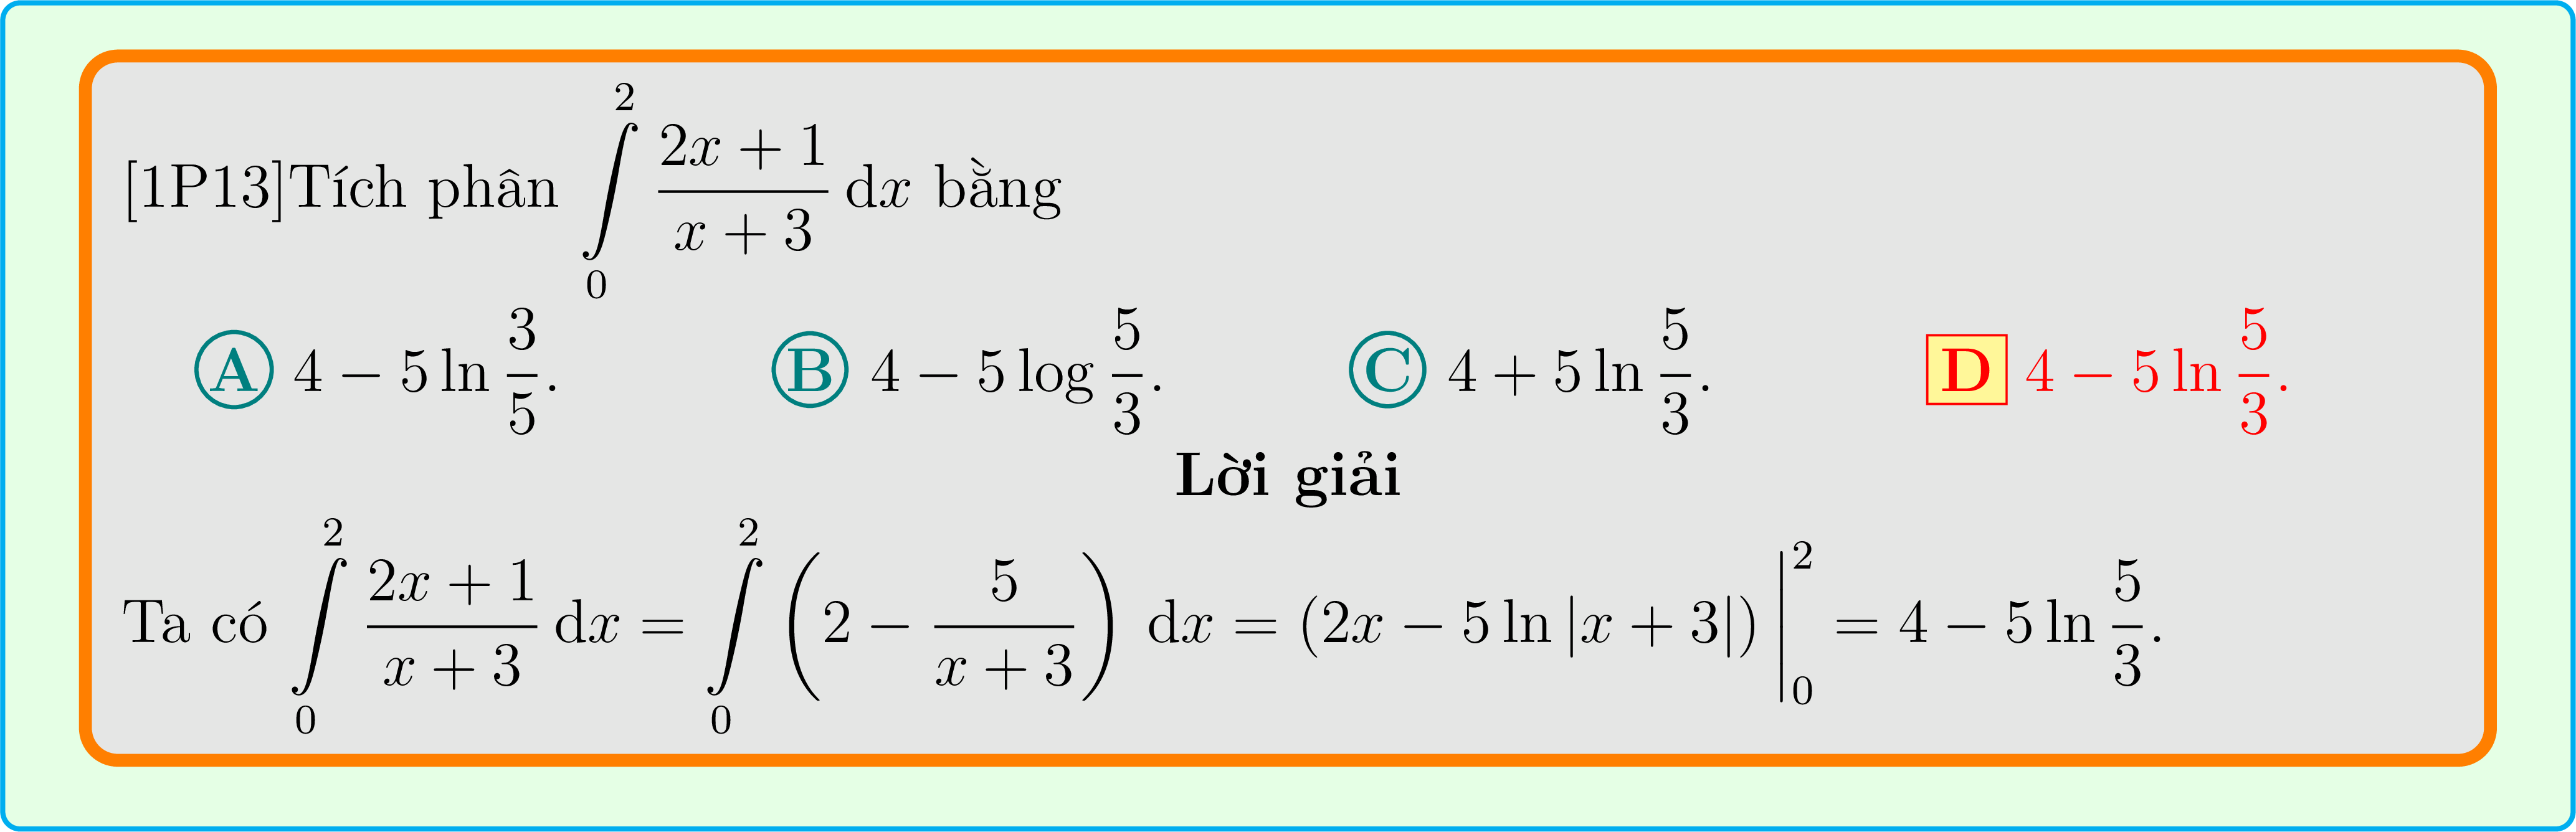 [1P13]Tích phân $\int\limits_0^2 \frac{2x+1}{x+3}\,\mathrm{d}x$ bằng
A 4 − 5 ln $\frac{3}{5}$. B 4 − 5 log $\frac{5}{3}$. C 4 + 5 ln $\frac{5}{3}$. D 4 − 5 ln $\frac{5}{3}$.
Lời giải
Ta có $\int\limits_0^2 \frac{2x+1}{x+3}\,\mathrm{d}x = \int\limits_0^2 \left(2 - \frac{5}{x+3}\right)\,\mathrm{d}x = (2x - 5\ln|x+3|)\Big|_0^2 = 4 - 5\ln\frac{5}{3}$.